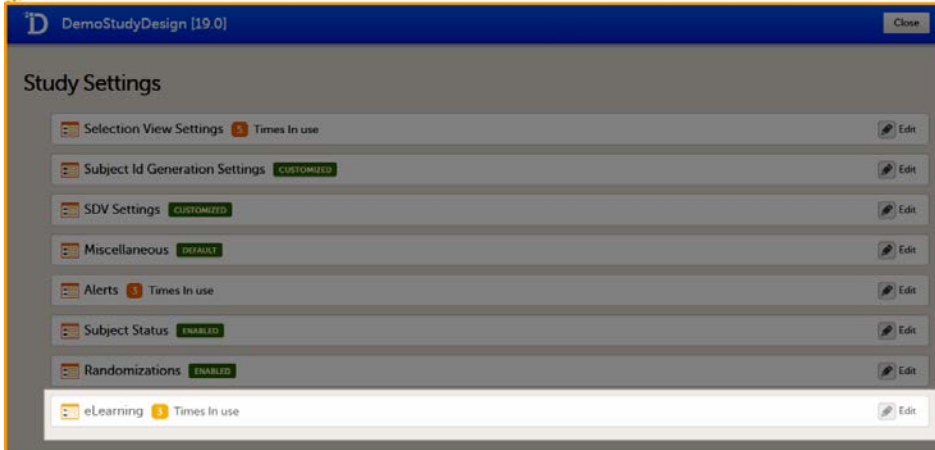 DemoStudyDesign [19.0]
Close
Study Settings
Selection View Settings 5 Times In use
Edit
Subject Id Generation Settings CUSTOMIZED
Edit
SDV Settings CUSTOMIZED
Edit
Miscellaneous DEFAULT
Edit
Alerts 3 Times In use
Edit
Subject Status ENABLED
Edit
Randomizations ENABLED
Edit
eLearning 3 Times In use
Edit